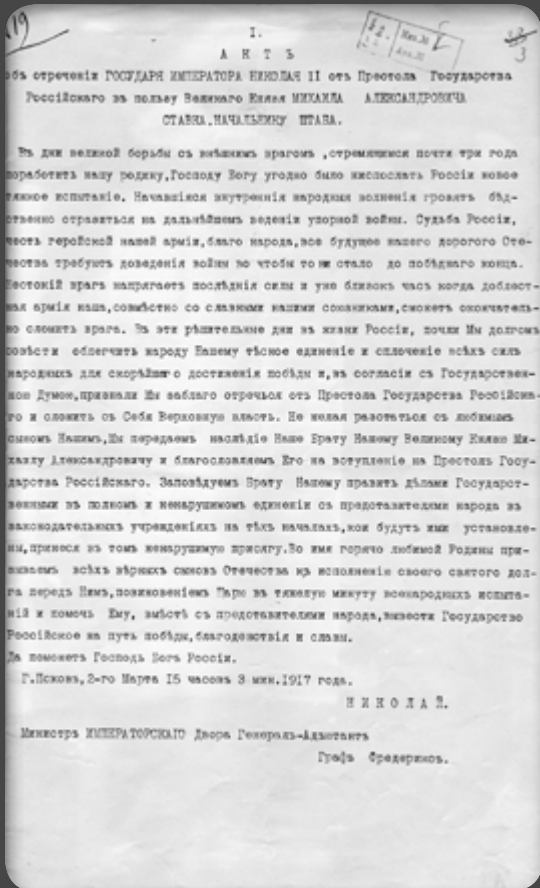 I.
АКТЪ
объ отреченіи ГОСУДАРЯ ИМПЕРАТОРА НИКОЛАЯ II отъ Престола Государства
Россійскаго въ пользу Великаго Князя МИХАИЛА АЛЕКСАНДРОВИЧА
СТАВКА.НАЧАЛЬНИКУ ШТАБА.
Въ дни великой борьбы съ внѣшнимъ врагомъ,стремящимся почти три года
поработить нашу родину,Господу Богу угодно было ниспослать Россіи новое
тяжкое испытаніе. Начавшіяся внутреннія народныя волненія грозятъ бѣд-
ственно отразиться на дальнѣйшемъ веденіи упорной войны. Судьба Россіи,
честь геройской нашей арміи,благо народа,все будущее нашего дорогого Оте-
чества требуютъ доведенія войны во чтобы то ни стало до побѣднаго конца.
Жестокій врагъ напрягаетъ послѣднія силы и уже близокъ часъ когда доблест-
ная армія наша,совмѣстно со славными нашими союзниками,сможетъ окончатель-
но сломить врага. Въ эти рѣшительные дни въ жизни Россіи, почли Мы долгомъ
совѣсти облегчить народу Нашему тѣсное единеніе и сплоченіе всѣхъ силъ
народныхъ для скорѣйшаго достиженія побѣды и,въ согласіи съ Государствен-
ною Думою,признали Мы заблаго отречься отъ Престола Государства Россійска-
го и сложить съ Себя Верховную власть. Не желая разстаться съ любимымъ
сыномъ Нашимъ,Мы передаемъ наслѣдіе Наше Брату Нашему Великому Князю Ми-
хаилу Александровичу и благословляемъ Его на вступленіе на Престолъ Госу-
дарства Россійскаго. Заповѣдуемъ Брату Нашему править дѣлами Государст-
венными въ полномъ и ненарушимомъ единеніи съ представителями народа въ
законодательныхъ учрежденіяхъ на тѣхъ началахъ,кои будутъ ими установле-
ны,принеся въ томъ ненарушимую присягу.Во имя горячо любимой Родины при-
зываемъ всѣхъ вѣрныхъ сыновъ Отечества къ исполненію своего святого дол-
га передъ Нимъ,повиновеніемъ Царю въ тяжелую минуту всенародныхъ испыта-
ній и помочь Ему, вмѣстѣ съ представителями народа,вывести Государство
Россійское на путь побѣды,благоденствія и славы.
Да поможетъ Господь Богъ Россіи.
Г.Псковъ,2-го Марта 15 часовъ 3 мин.1917 года.
НИКОЛАЙ.
Министръ ИМПЕРАТОРСКАГО Двора Генералъ-Адъютантъ
Графъ Фредериксъ.